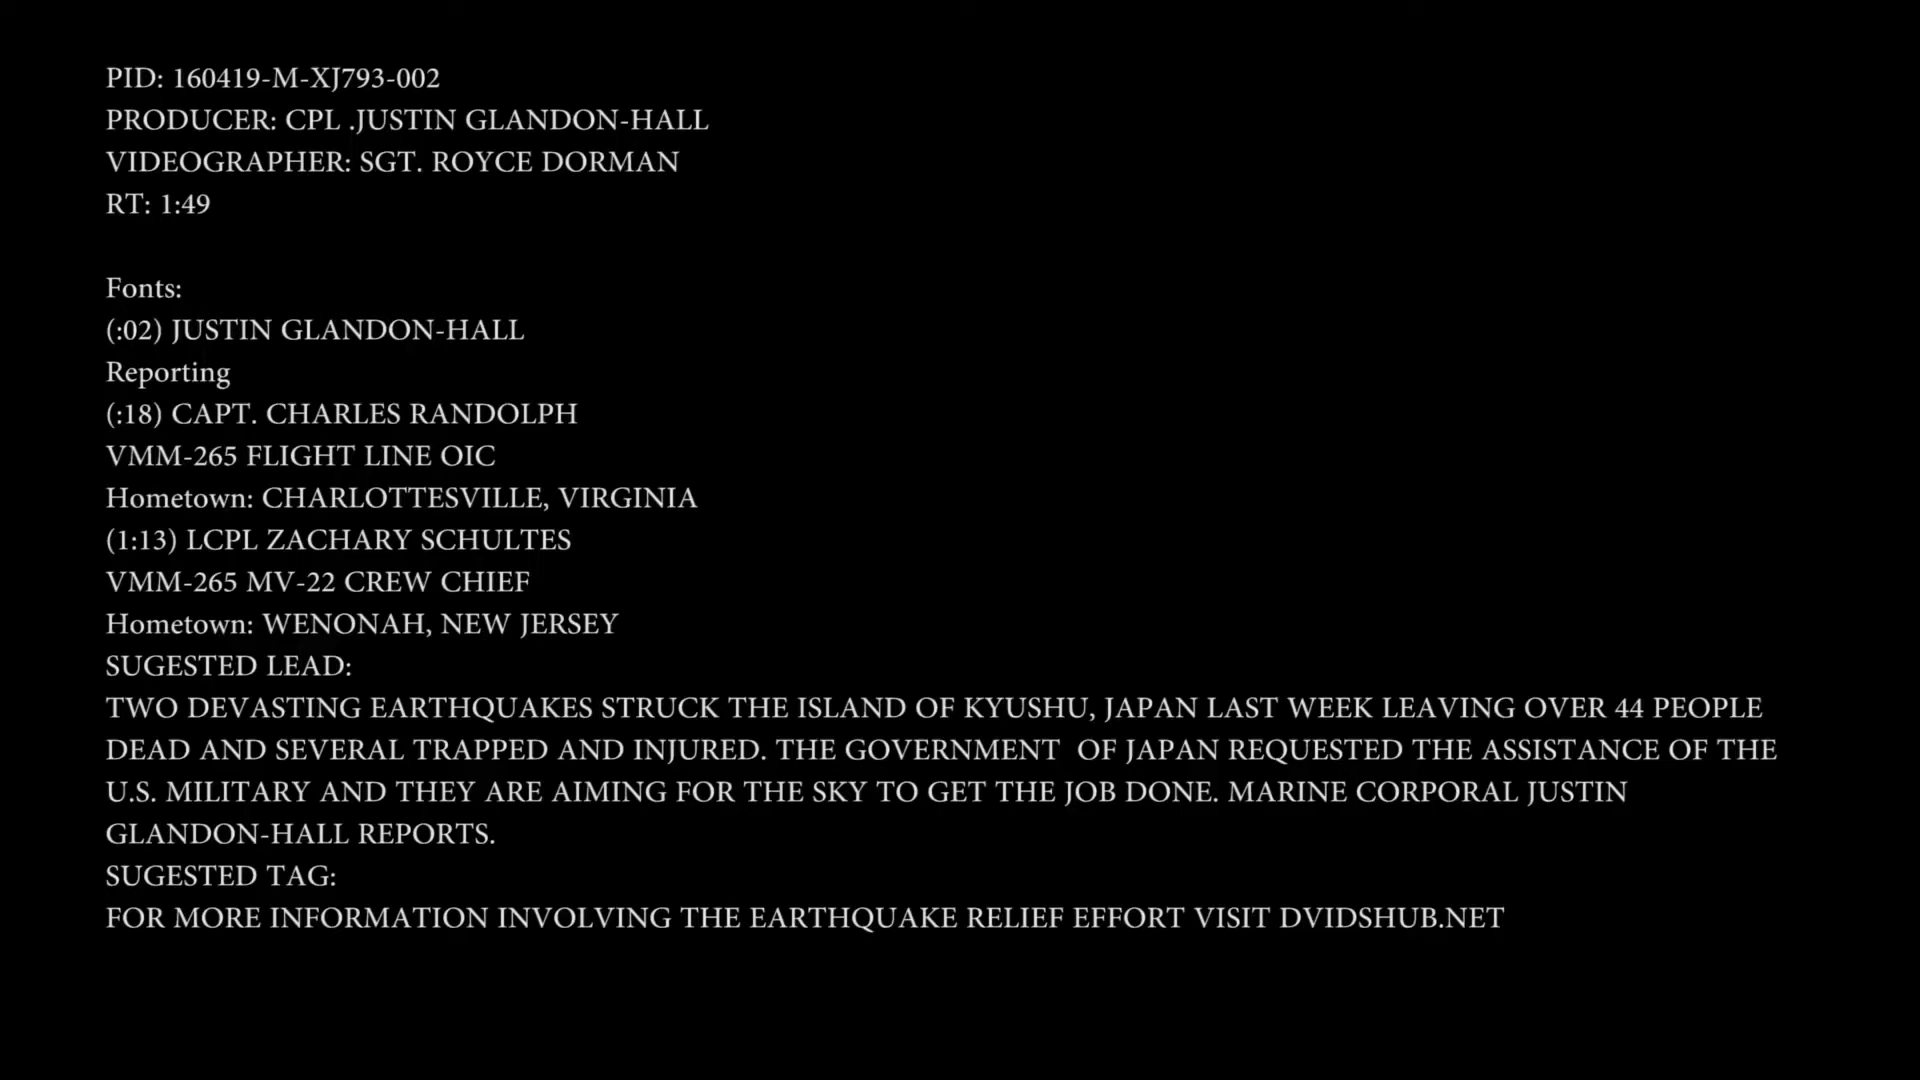 PID: 160419-M-XJ793-002
PRODUCER: CPL .JUSTIN GLANDON-HALL
VIDEOGRAPHER: SGT. ROYCE DORMAN
RT: 1:49
Fonts:
(:02) JUSTIN GLANDON-HALL
Reporting
(:18) CAPT. CHARLES RANDOLPH
VMM-265 FLIGHT LINE OIC
Hometown: CHARLOTTESVILLE, VIRGINIA
(1:13) LCPL ZACHARY SCHULTES
VMM-265 MV-22 CREW CHIEF
Hometown: WENONAH, NEW JERSEY
SUGESTED LEAD:
TWO DEVASTING EARTHQUAKES STRUCK THE ISLAND OF KYUSHU, JAPAN LAST WEEK LEAVING OVER 44 PEOPLE
DEAD AND SEVERAL TRAPPED AND INJURED. THE GOVERNMENT  OF JAPAN REQUESTED THE ASSISTANCE OF THE
U.S. MILITARY AND THEY ARE AIMING FOR THE SKY TO GET THE JOB DONE. MARINE CORPORAL JUSTIN
GLANDON-HALL REPORTS.
SUGESTED TAG:
FOR MORE INFORMATION INVOLVING THE EARTHQUAKE RELIEF EFFORT VISIT DVIDSHUB.NET